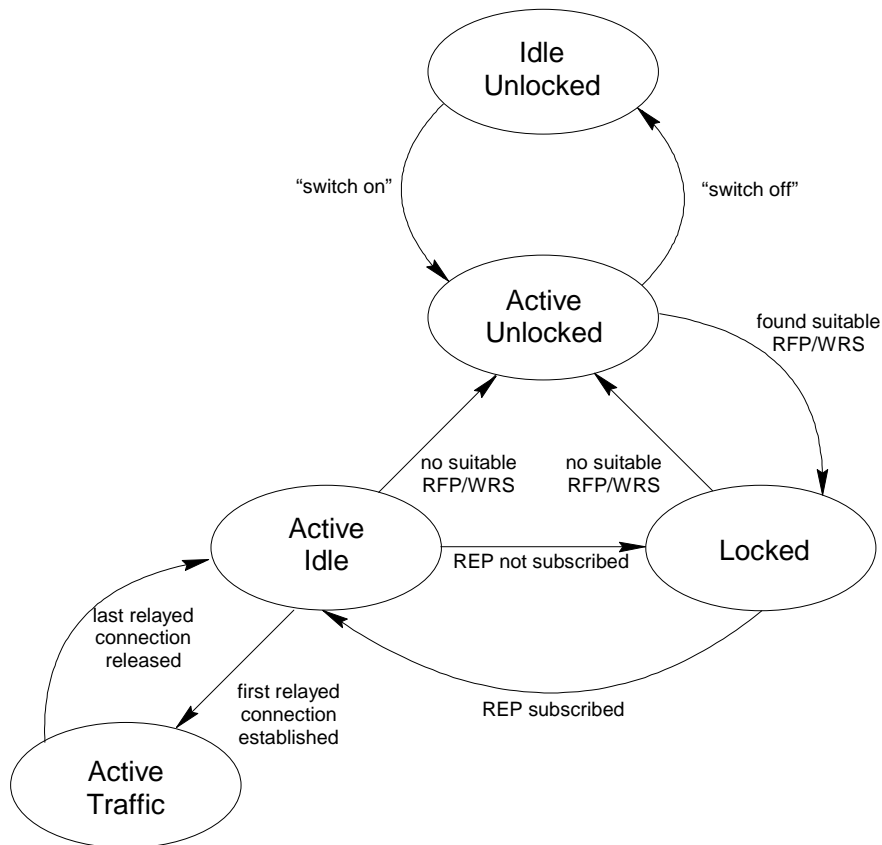 Idle
Unlocked
“switch on”
“switch off”
Active
Unlocked
found suitable
RFP/WRS
no suitable
RFP/WRS
no suitable
RFP/WRS
Active
Idle
REP not subscribed
Locked
last relayed
connection
released
first relayed
connection
established
REP subscribed
Active
Traffic